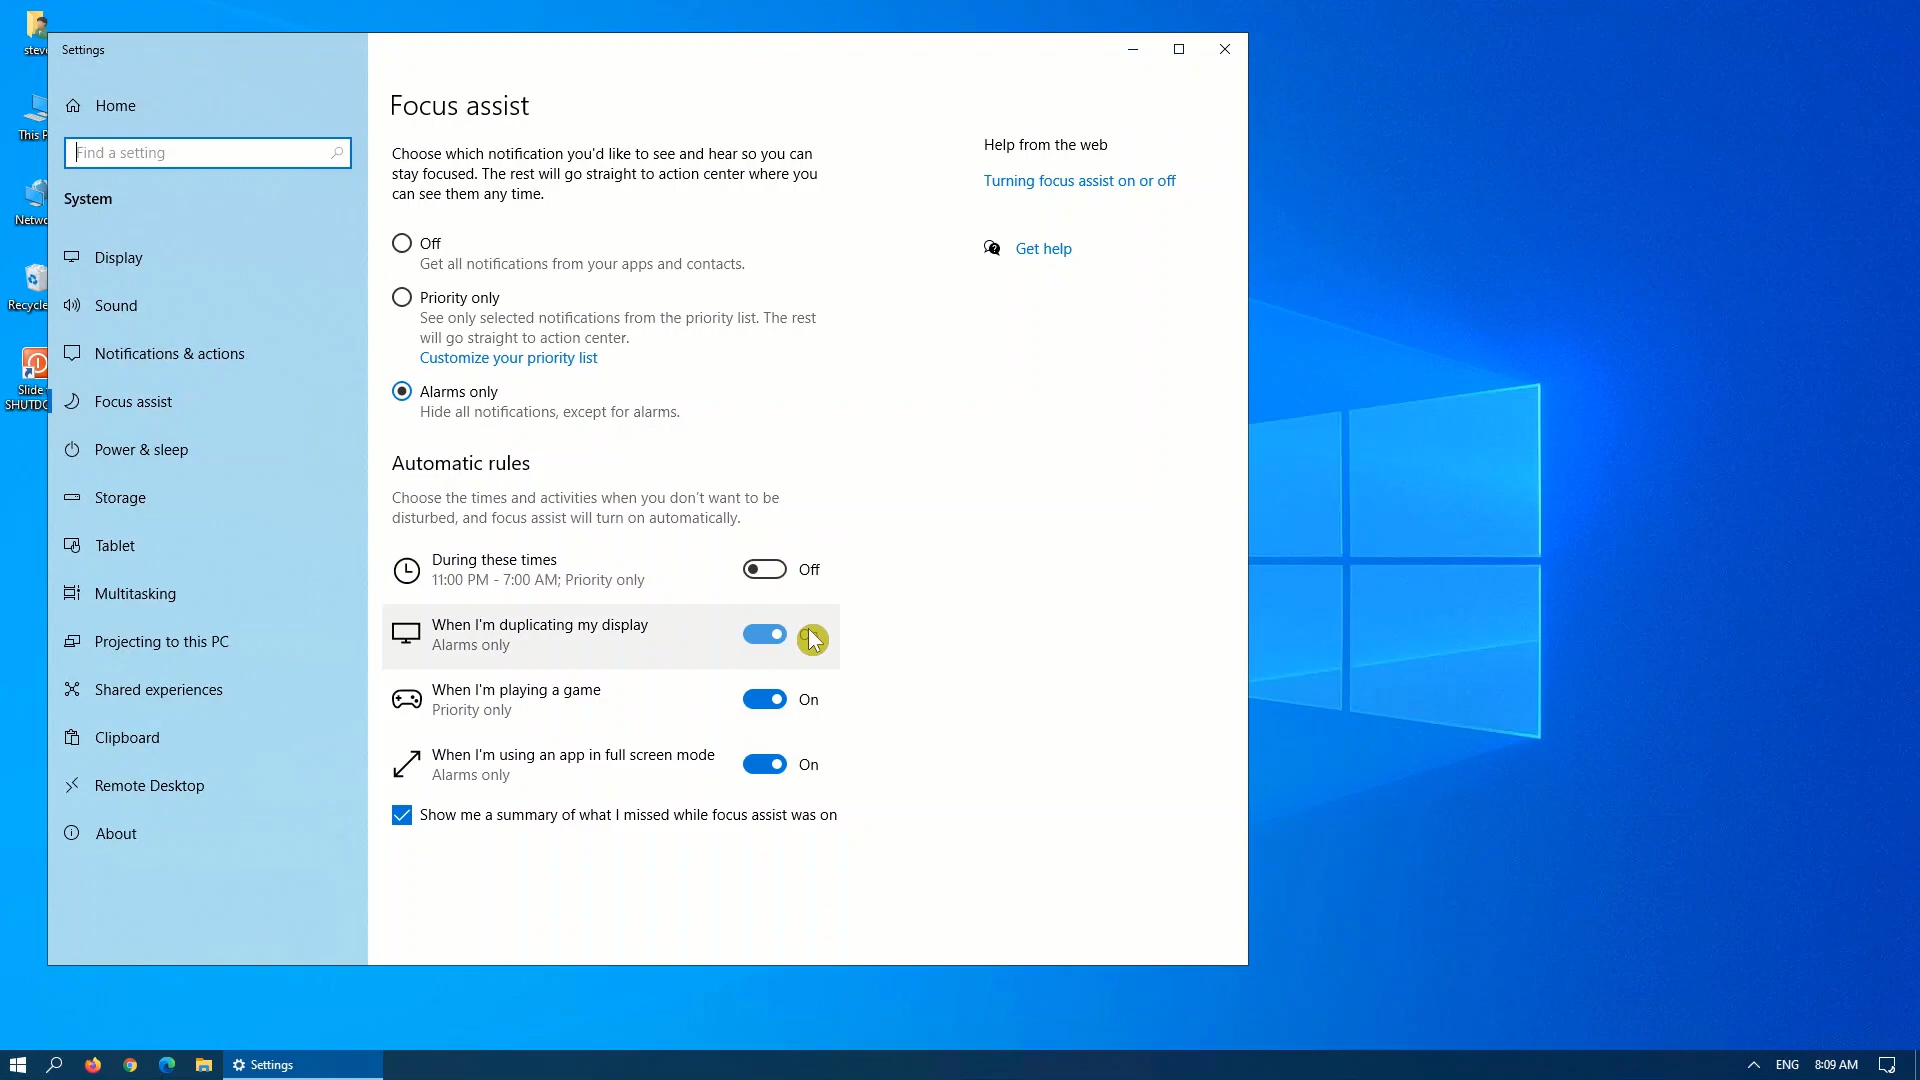 steve
Settings
This P
Netwo
Recycle
Slide
SHUTDO
Home
Find a setting
System
Display
Sound
Notifications & actions
Focus assist
Power & sleep
Storage
Tablet
Multitasking
Projecting to this PC
Shared experiences
Clipboard
Remote Desktop
About
Focus assist
Choose which notification you'd like to see and hear so you can
stay focused. The rest will go straight to action center where you
can see them any time.
Off
Get all notifications from your apps and contacts.
Priority only
See only selected notifications from the priority list. The rest
will go straight to action center.
Customize your priority list
Alarms only
Hide all notifications, except for alarms.
Automatic rules
Choose the times and activities when you don't want to be
disturbed, and focus assist will turn on automatically.
During these times
11:00 PM - 7:00 AM; Priority only
Off
When I'm duplicating my display
Alarms only
When I'm playing a game
Priority only
On
When I'm using an app in full screen mode
Alarms only
On
Show me a summary of what I missed while focus assist was on
Help from the web
Turning focus assist on or off
Get help
Settings
ENG
8:09 AM